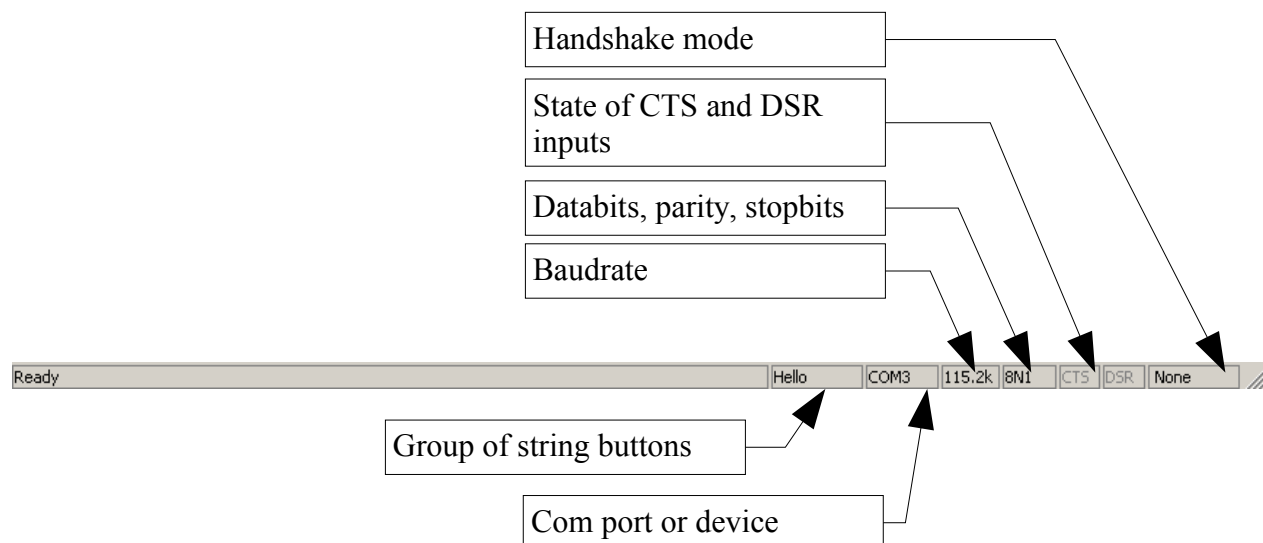 Handshake mode
State of CTS and DSR
inputs
Databits, parity, stopbits
Baudrate
Ready Hello COM3 115.2k 8N1 CTS DSR None
Group of string buttons
Com port or device